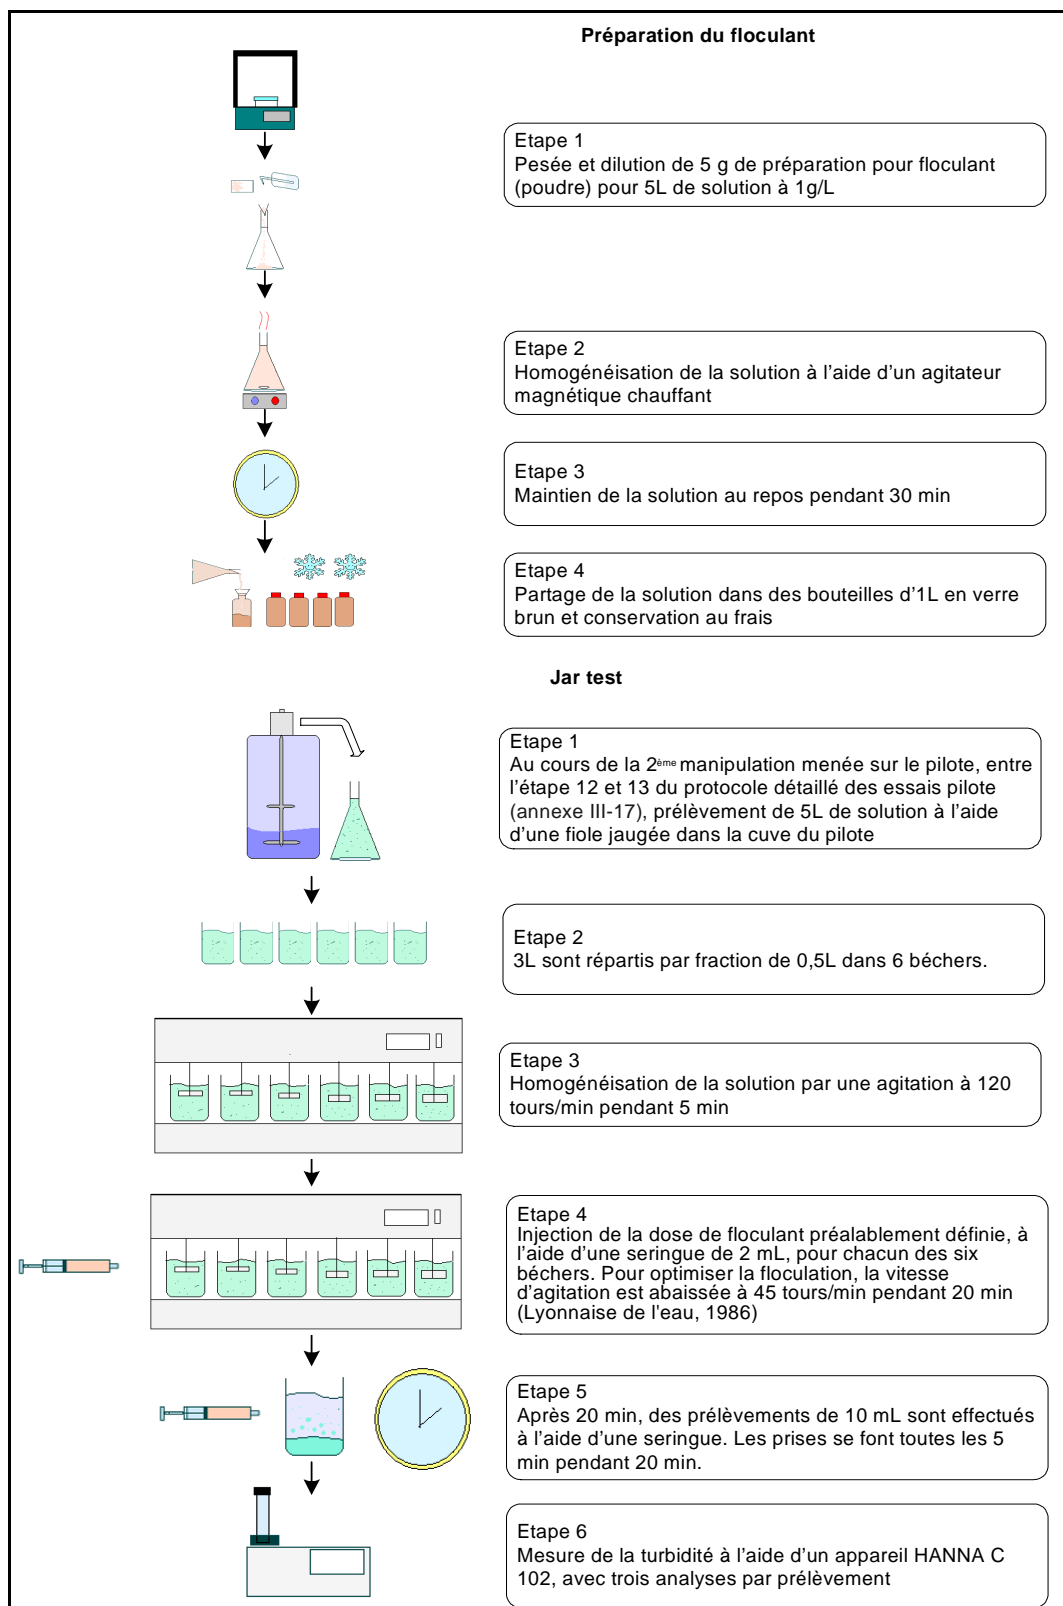 Préparation du floculant
Etape 1
Pesée et dilution de 5 g de préparation pour floculant
(poudre) pour 5L de solution à 1g/L
Etape 2
Homogénéisation de la solution à l’aide d’un agitateur
magnétique chauffant
Etape 3
Maintien de la solution au repos pendant 30 min
Etape 4
Partage de la solution dans des bouteilles d’1L en verre
brun et conservation au frais
Jar test
Etape 1
Au cours de la 2ème manipulation menée sur le pilote, entre
l’étape 12 et 13 du protocole détaillé des essais pilote
(annexe III-17), prélèvement de 5L de solution à l’aide
d’une fiole jaugée dans la cuve du pilote
Etape 2
3L sont répartis par fraction de 0,5L dans 6 béchers.
Etape 3
Homogénéisation de la solution par une agitation à 120
tours/min pendant 5 min
Etape 4
Injection de la dose de floculant préalablement définie, à
l’aide d’une seringue de 2 mL, pour chacun des six
béchers. Pour optimiser la floculation, la vitesse
d’agitation est abaissée à 45 tours/min pendant 20 min
(Lyonnaise de l'eau, 1986)
Etape 5
Après 20 min, des prélèvements de 10 mL sont effectués
à l’aide d’une seringue. Les prises se font toutes les 5
min pendant 20 min.
Etape 6
Mesure de la turbidité à l’aide d’un appareil HANNA C
102, avec trois analyses par prélèvement